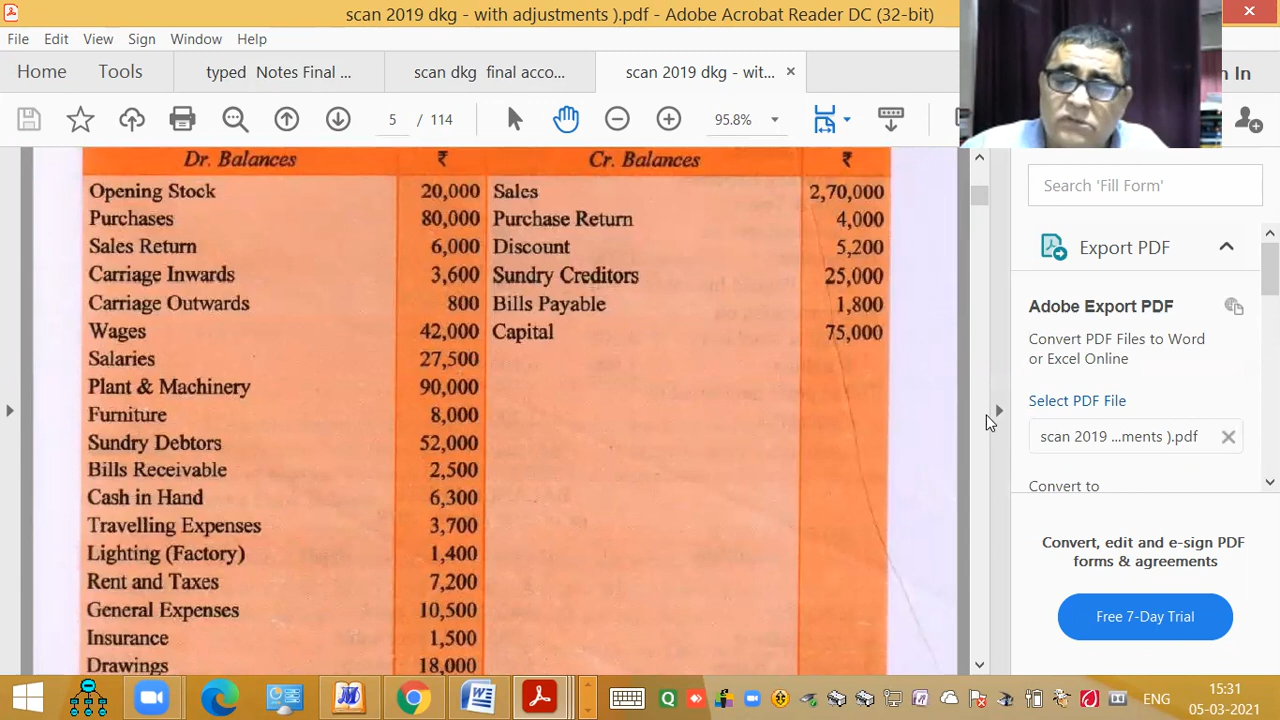 scan 2019 dkg - with adjustments ).pdf - Adobe Acrobat Reader DC (32-bit)
File Edit View Sign Window Help
Home Tools typed Notes Final ... scan dkg final acco... scan 2019 dkg - wit... n In
5 / 114 95.8%
Dr. Balances ₹ Cr. Balances ₹
Opening Stock 20,000 Sales 2,70,000
Purchases 80,000 Purchase Return 4,000
Sales Return 6,000 Discount 5,200
Carriage Inwards 3,600 Sundry Creditors 25,000
Carriage Outwards 800 Bills Payable 1,800
Wages 42,000 Capital 75,000
Salaries 27,500
Plant & Machinery 90,000
Furniture 8,000
Sundry Debtors 52,000
Bills Receivable 2,500
Cash in Hand 6,300
Travelling Expenses 3,700
Lighting (Factory) 1,400
Rent and Taxes 7,200
General Expenses 10,500
Insurance 1,500
Drawings 18,000
Search 'Fill Form'
Export PDF
Adobe Export PDF
Convert PDF Files to Word
or Excel Online
Select PDF File
scan 2019 ...ments ).pdf
Convert to
Convert, edit and e-sign PDF
forms & agreements
Free 7-Day Trial
ENG
15:31
05-03-2021